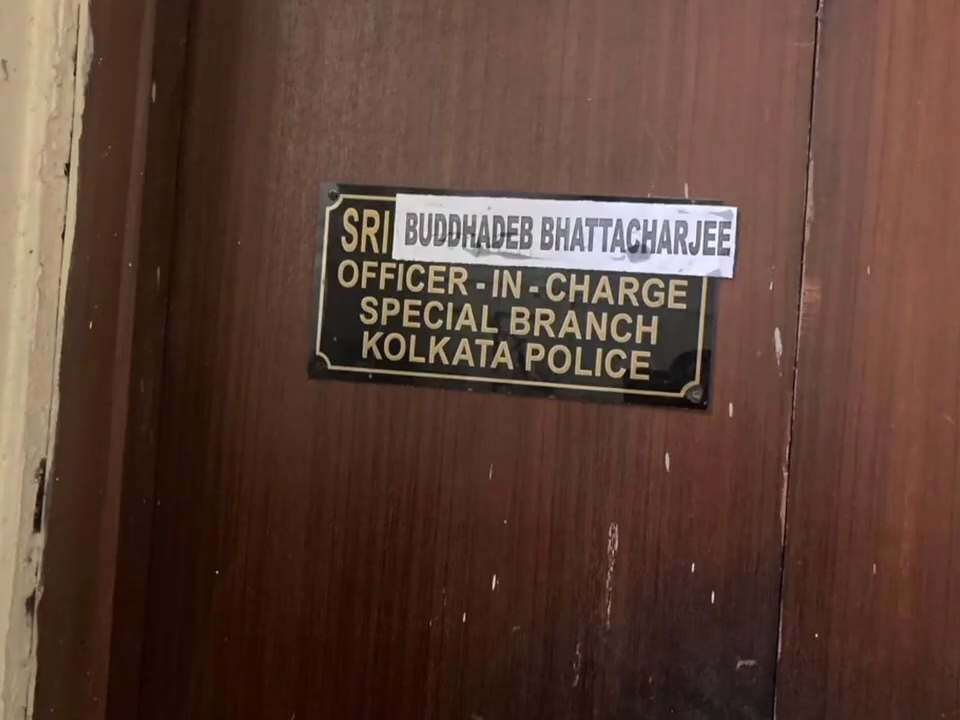 SRI BUDDHADEB BHATTACHARJEE
OFFICER - IN - CHARGE
SPECIAL BRANCH
KOLKATA POLICE